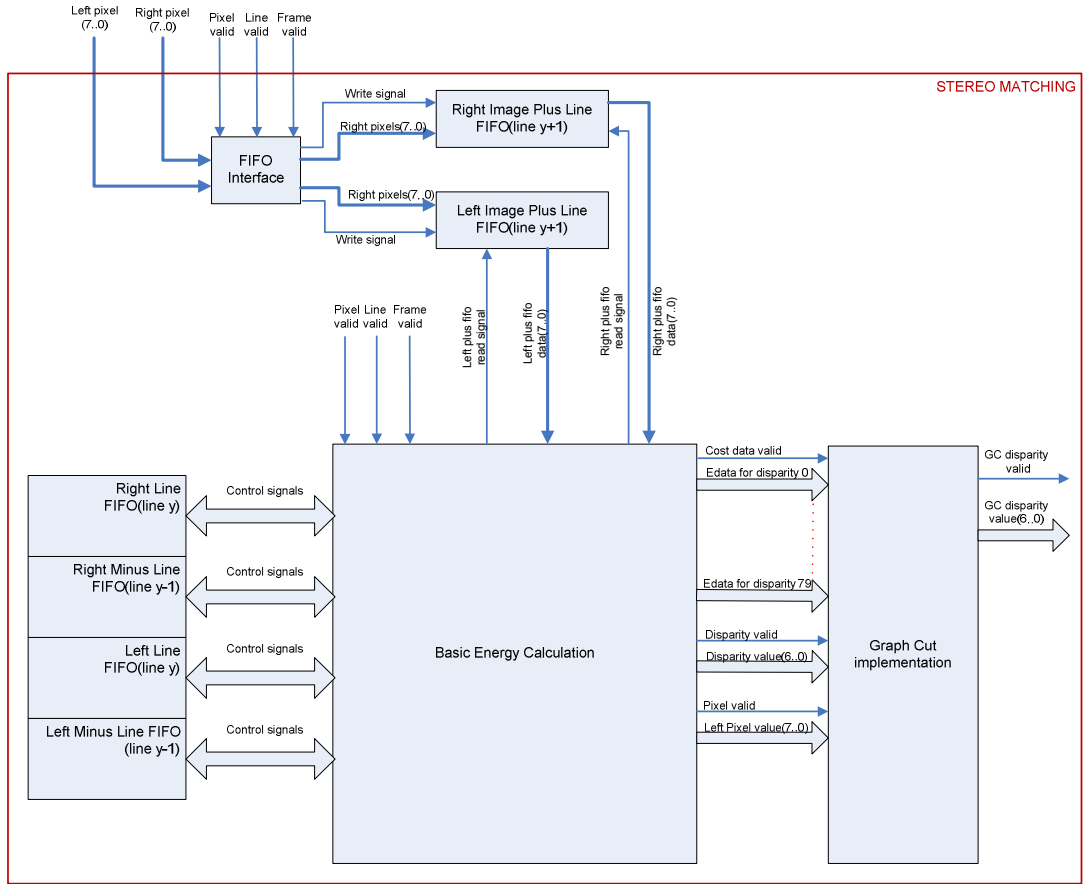 Left pixel
(7..0)
Right pixel
(7..0)
Pixel
valid
Line
valid
Frame
valid
STEREO MATCHING
Write signal
Right pixels(7..0)
Right Image Plus Line
FIFO(line y+1)
FIFO
Interface
Right pixels(7..0)
Write signal
Left Image Plus Line
FIFO(line y+1)
Pixel
valid
Line
valid
Frame
valid
Left plus fifo
read signal
Left plus fifo
data(7..0)
Right plus fifo
read signal
Right plus fifo
data(7..0)
Right Line
FIFO(line y)
Control signals
Right Minus Line
FIFO(line y-1)
Control signals
Left Line
FIFO(line y)
Control signals
Left Minus Line FIFO
(line y-1)
Control signals
Basic Energy Calculation
Cost data valid
Edata for disparity 0
Edata for disparity 79
Disparity valid
Disparity value(6..0)
Pixel valid
Left Pixel value(7..0)
Graph Cut
implementation
GC disparity
valid
GC disparity
value(6..0)